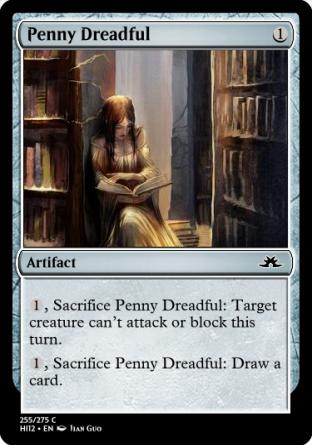 Penny Dreadful 1
Artifact
1, Sacrifice Penny Dreadful: Target
creature can't attack or block this
turn.
1, Sacrifice Penny Dreadful: Draw a
card.
255/275 C
HI12 • EN Jian Guo